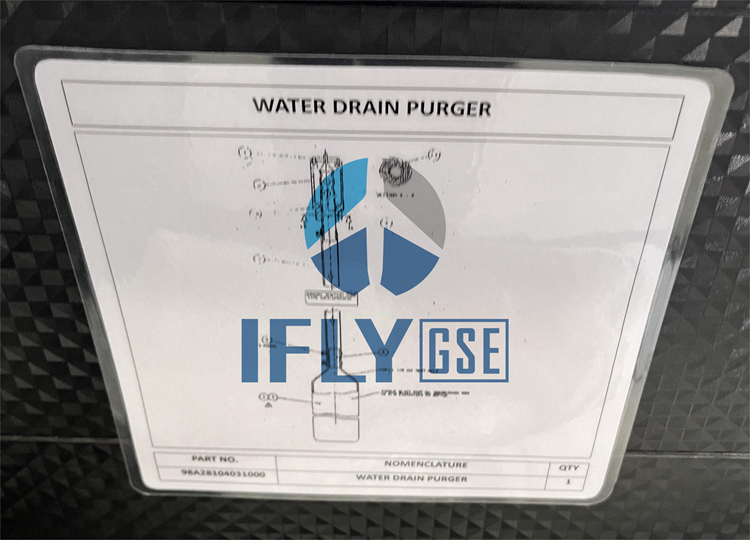 WATER DRAIN PURGER
IFLY GSE
PART NO. NOMENCLATURE QTY
98A28104031000 WATER DRAIN PURGER 1